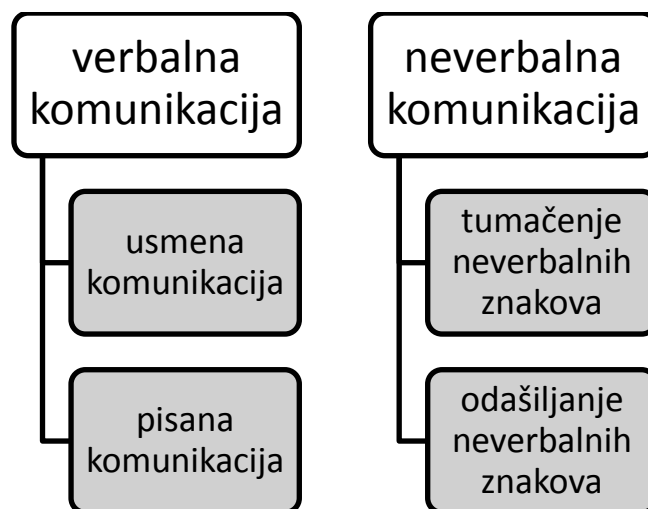 verbalna
komunikacija
usmena
komunikacija
pisana
komunikacija
neverbalna
komunikacija
tumačenje
neverbalnih
znakova
odašiljanje
neverbalnih
znakova